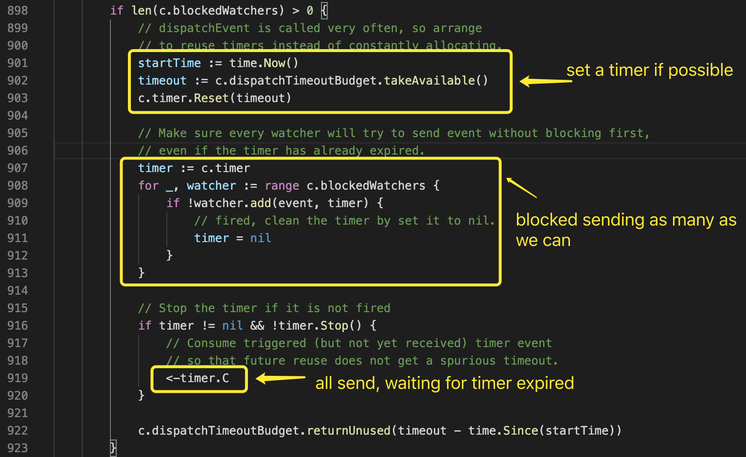 898 if len(c.blockedWatchers) > 0 {
899 // dispatchEvent is called very often, so arrange
900 // to reuse timers instead of constantly allocating.
901 startTime := time.Now()
902 timeout := c.dispatchTimeoutBudget.takeAvailable()
903 c.timer.Reset(timeout)
set a timer if possible
904
905 // Make sure every watcher will try to send event without blocking first,
906 // even if the timer has already expired.
907 timer := c.timer
908 for _, watcher := range c.blockedWatchers {
909 if !watcher.add(event, timer) {
910 // fired, clean the timer by set it to nil.
911 timer = nil
912 }
913 }
blocked sending as many as
we can
914
915 // Stop the timer if it is not fired
916 if timer != nil && !timer.Stop() {
917 // Consume triggered (but not yet received) timer event
918 // so that future reuse does not get a spurious timeout.
919 <-timer.C
all send, waiting for timer expired
920 }
921
922 c.dispatchTimeoutBudget.returnUnused(timeout - time.Since(startTime))
923 }